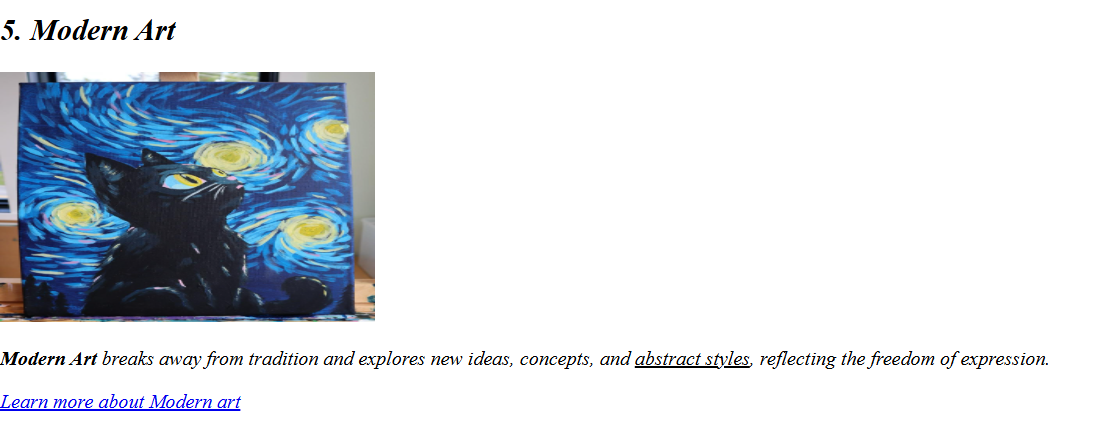 5. Modern Art
Modern Art breaks away from tradition and explores new ideas, concepts, and abstract styles, reflecting the freedom of expression.
Learn more about Modern art